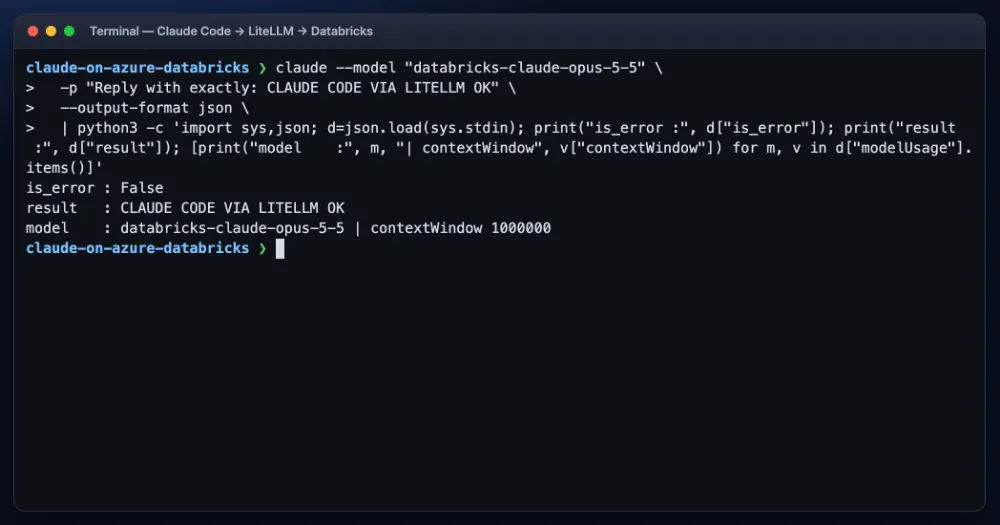 Terminal — Claude Code → LiteLLM → Databricks
claude-on-azure-databricks ❯ claude --model "databricks-claude-opus-5-5" \
>   -p "Reply with exactly: CLAUDE CODE VIA LITELLM OK" \
>   --output-format json \
>   | python3 -c 'import sys,json; d=json.load(sys.stdin); print("is_error :", d["is_error"]); print("result
 :", d["result"]); [print("model    :", m, "| contextWindow", v["contextWindow"]) for m, v in d["modelUsage"].
items()]'
is_error : False
result   : CLAUDE CODE VIA LITELLM OK
model    : databricks-claude-opus-5-5 | contextWindow 1000000
claude-on-azure-databricks ❯